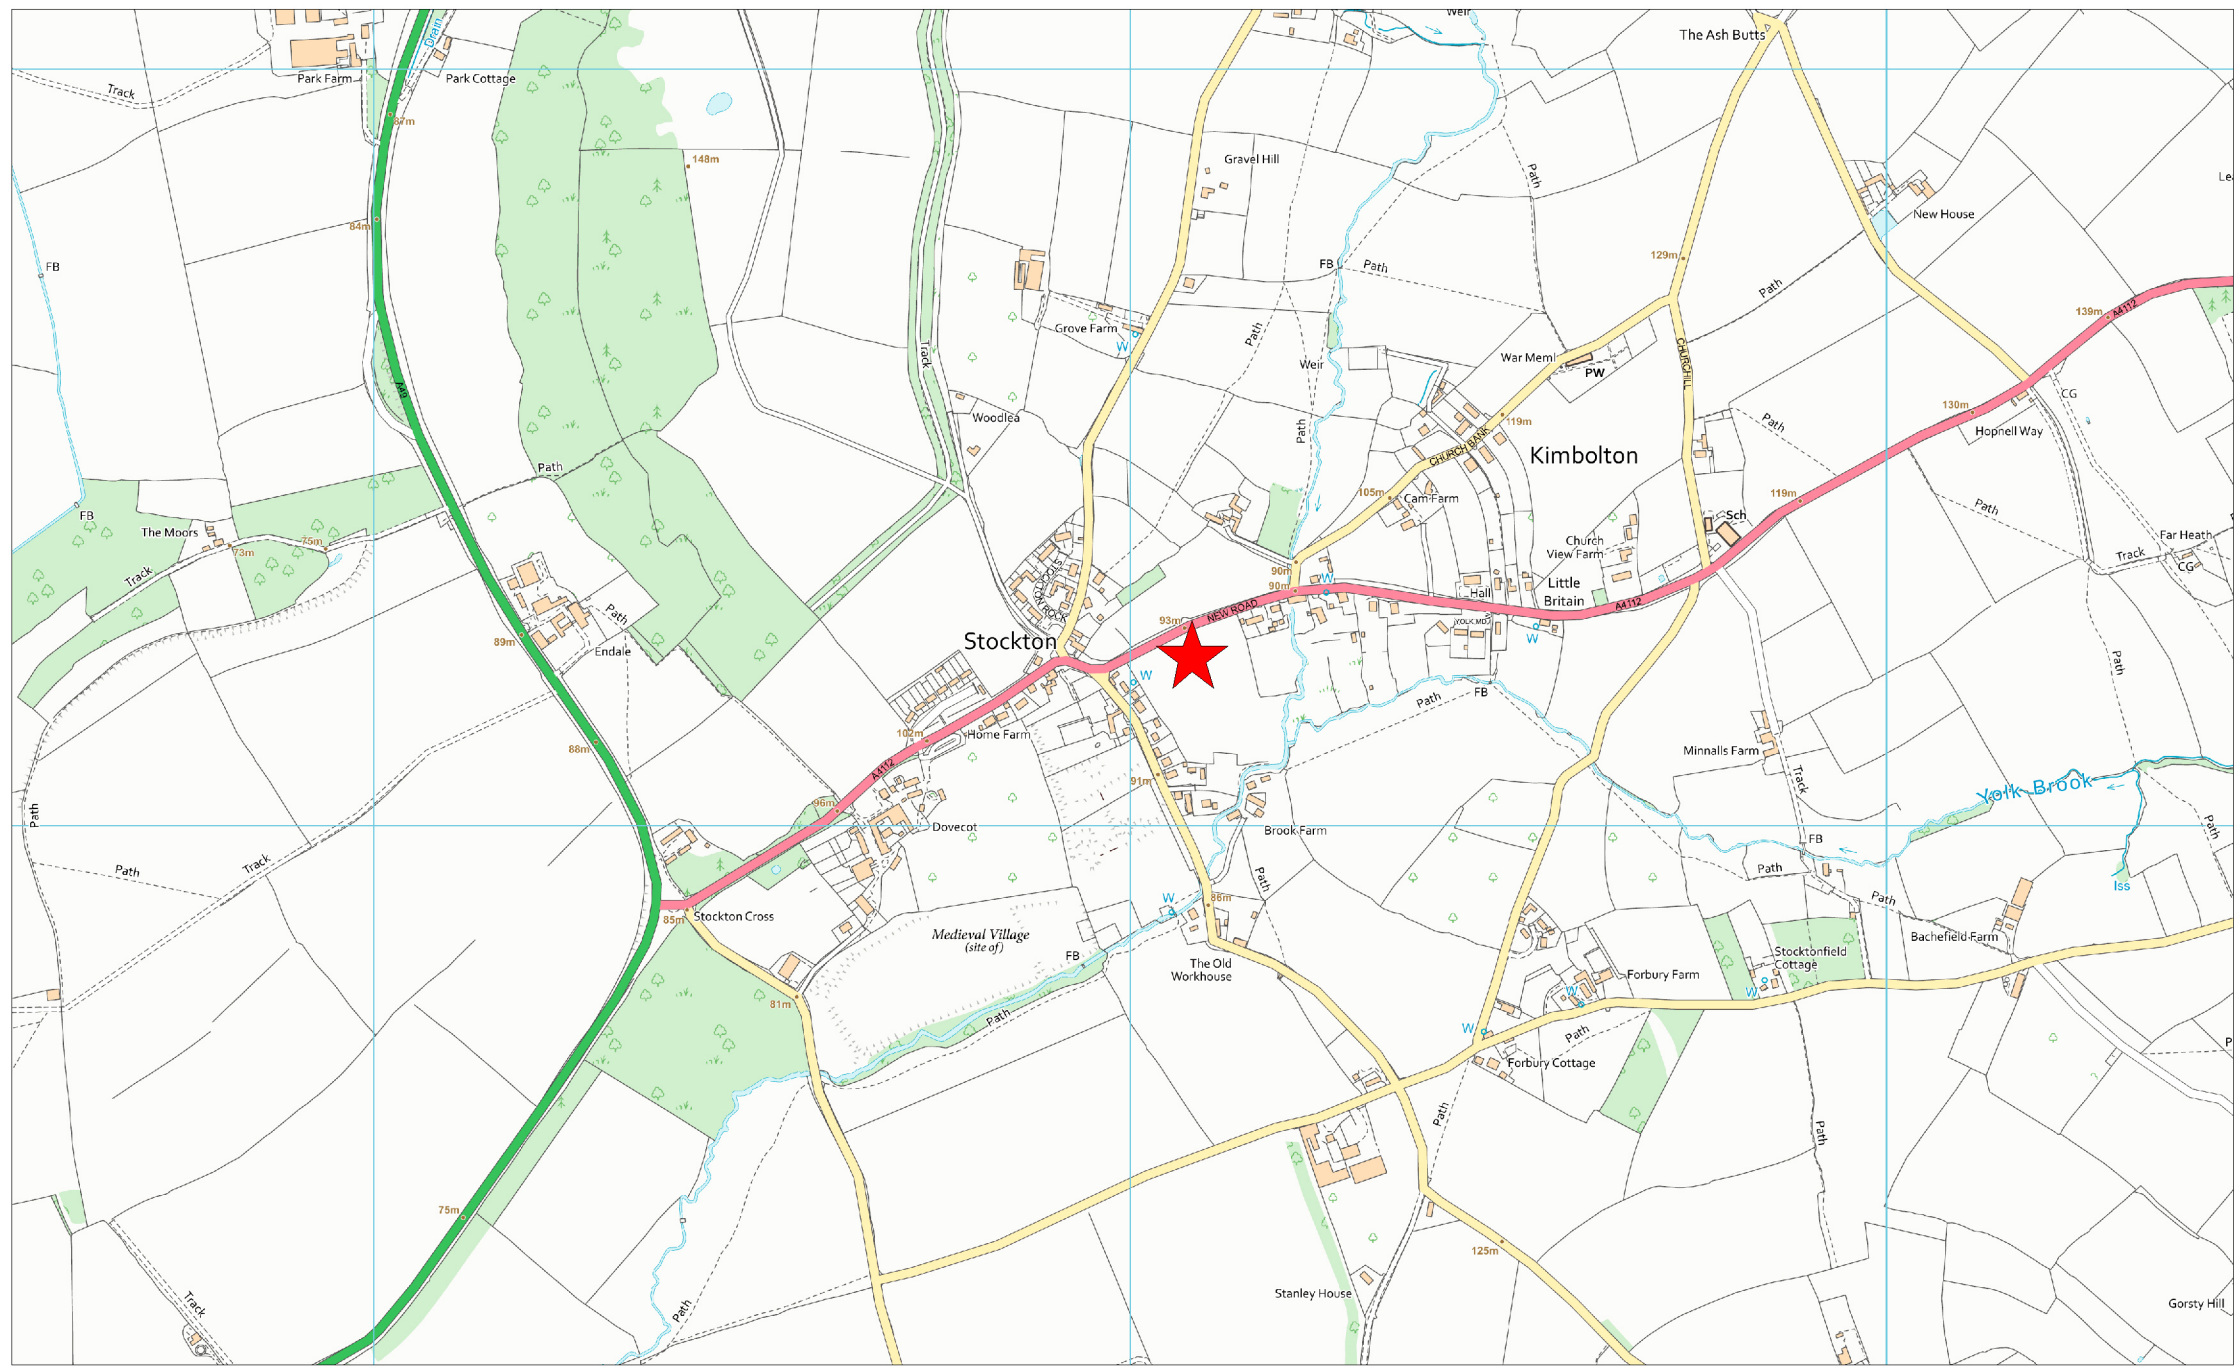 Weir
The Ash Butts
Drain
Park Farm
Park Cottage
Track
87m
148m
Gravel Hill
Path
Le
84m
New House
FB
FB
Path
129m
Path
139m
A4112
Grove Farm
W
Path
Weir
War Meml
PW
CHURCHILL
Track
A49
CG
Woodlea
130m
Hopnell Way
119m
Path
Path
CHURCH BANK
Kimbolton
Path
105m
Cam Farm
119m
Path
FB
The Moors
73m
75m
Track
Sch
Church
View Farm
Far Heath
Track
CG
STOCKTON ROCK
90m
90m
W
Hall
Little
Britain
A4112
Path
NEW ROAD
93m
YOLK MDJ
W
89m
Endale
Stockton
W
FB
Path
Path
102m
Home Farm
88m
Minnalls Farm
A4112
91m
Track
Yolk Brook
96m
Path
Dovecot
Brook Farm
FB
Path
Path
Track
Path
Path
Path
Iss
W
86m
85m
Stockton Cross
Medieval Village
(site of)
FB
Bachefield Farm
Stocktonfield
Cottage
The Old
Workhouse
Forbury Farm
W
W
81m
Path
W
Path
P
Forbury Cottage
Path
Path
75m
125m
Stanley House
Track
Path
Gorsty Hill